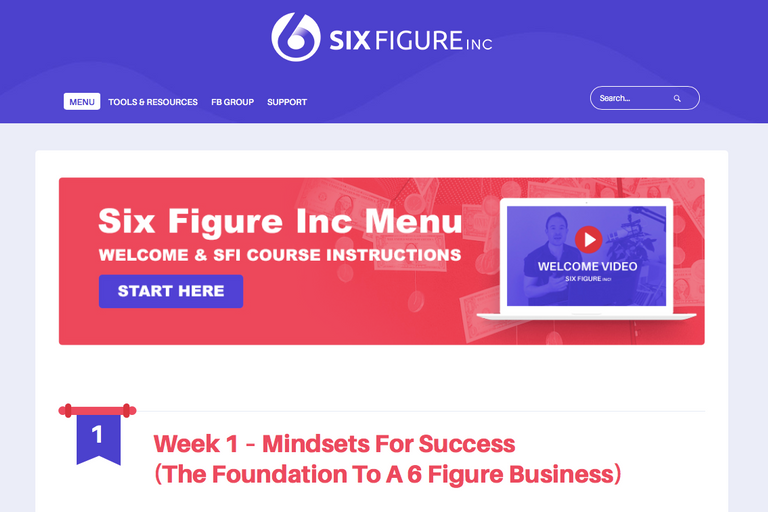 6 SIX FIGURE INC
MENU TOOLS & RESOURCES FB GROUP SUPPORT Search...
Six Figure Inc Menu
WELCOME & SFI COURSE INSTRUCTIONS
START HERE
WELCOME VIDEO
SIX FIGURE INC
1
Week 1 – Mindsets For Success
(The Foundation To A 6 Figure Business)